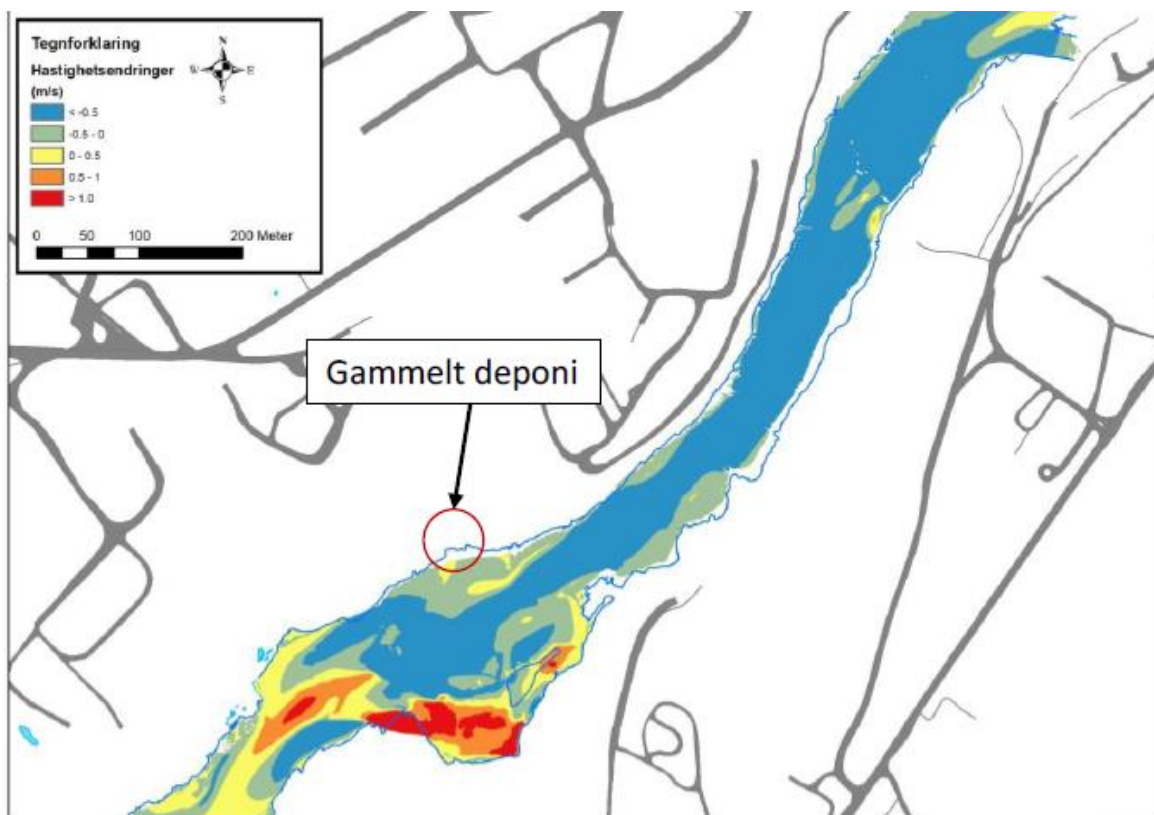 Tegnforklaring
Hastighetsendringer
(m/s)
N
W E
S
< -0.5
-0.5 - 0
0 - 0.5
0.5 - 1
> 1.0
0 50 100 200 Meter
Gammelt deponi